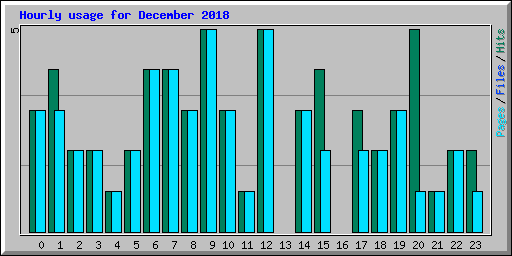 Hourly usage for December 2018
5
Pages/Files/Hits
0 1 2 3 4 5 6 7 8 9 10 11 12 13 14 15 16 17 18 19 20 21 22 23